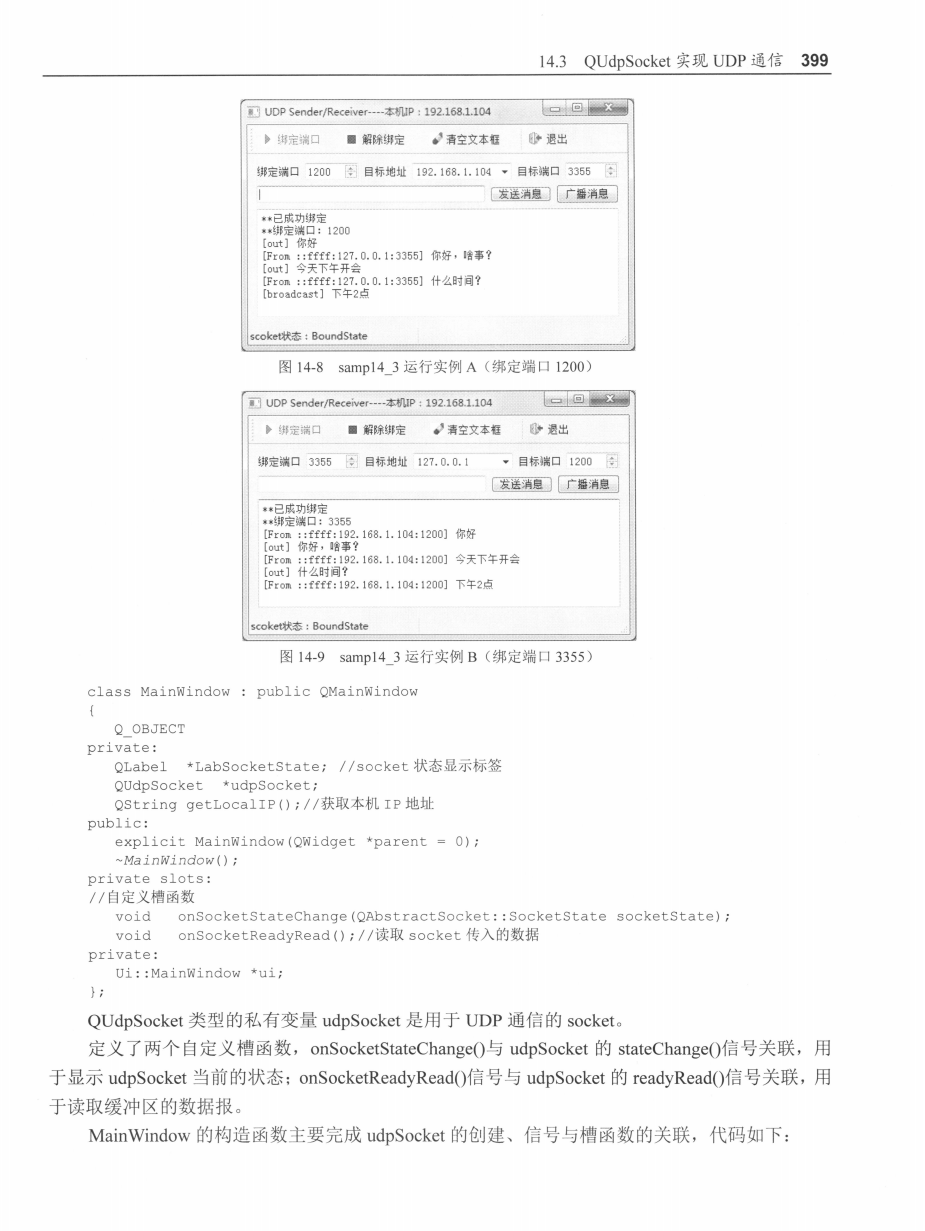 14.3 QUdpSocket 实现 UDP 通信 399
UDP Sender/Receiver----本机IP：192.168.1.104
绑定端口 解除绑定 清空文本框 退出
绑定端口 1200 目标地址 192.168.1.104 目标端口 3355
发送消息 广播消息
**已成功绑定
**绑定端口：1200
[out] 你好
[From ::ffff:127.0.0.1:3355] 你好，啥事？
[out] 今天下午开会
[From ::ffff:127.0.0.1:3355] 什么时间？
[broadcast] 下午2点
scoket状态：BoundState
图 14-8 samp14_3 运行实例 A（绑定端口 1200）
UDP Sender/Receiver----本机IP：192.168.1.104
绑定端口 解除绑定 清空文本框 退出
绑定端口 3355 目标地址 127.0.0.1 目标端口 1200
发送消息 广播消息
**已成功绑定
**绑定端口：3355
[From ::ffff:192.168.1.104:1200] 你好
[out] 你好，啥事？
[From ::ffff:192.168.1.104:1200] 今天下午开会
[out] 什么时间？
[From ::ffff:192.168.1.104:1200] 下午2点
scoket状态：BoundState
图 14-9 samp14_3 运行实例 B（绑定端口 3355）
class MainWindow : public QMainWindow
{
Q_OBJECT
private:
QLabel *LabSocketState; //socket 状态显示标签
QUdpSocket *udpSocket;
QString getLocalIP();//获取本机 IP 地址
public:
explicit MainWindow(QWidget *parent = 0);
~MainWindow();
private slots:
//自定义槽函数
void onSocketStateChange(QAbstractSocket::SocketState socketState);
void onSocketReadyRead();//读取 socket 传入的数据
private:
Ui::MainWindow *ui;
};
QUdpSocket 类型的私有变量 udpSocket 是用于 UDP 通信的 socket。
定义了两个自定义槽函数，onSocketStateChange()与 udpSocket 的 stateChange()信号关联，用
于显示 udpSocket 当前的状态；onSocketReadyRead()信号与 udpSocket 的 readyRead()信号关联，用
于读取缓冲区的数据报。
MainWindow 的构造函数主要完成 udpSocket 的创建、信号与槽函数的关联，代码如下：